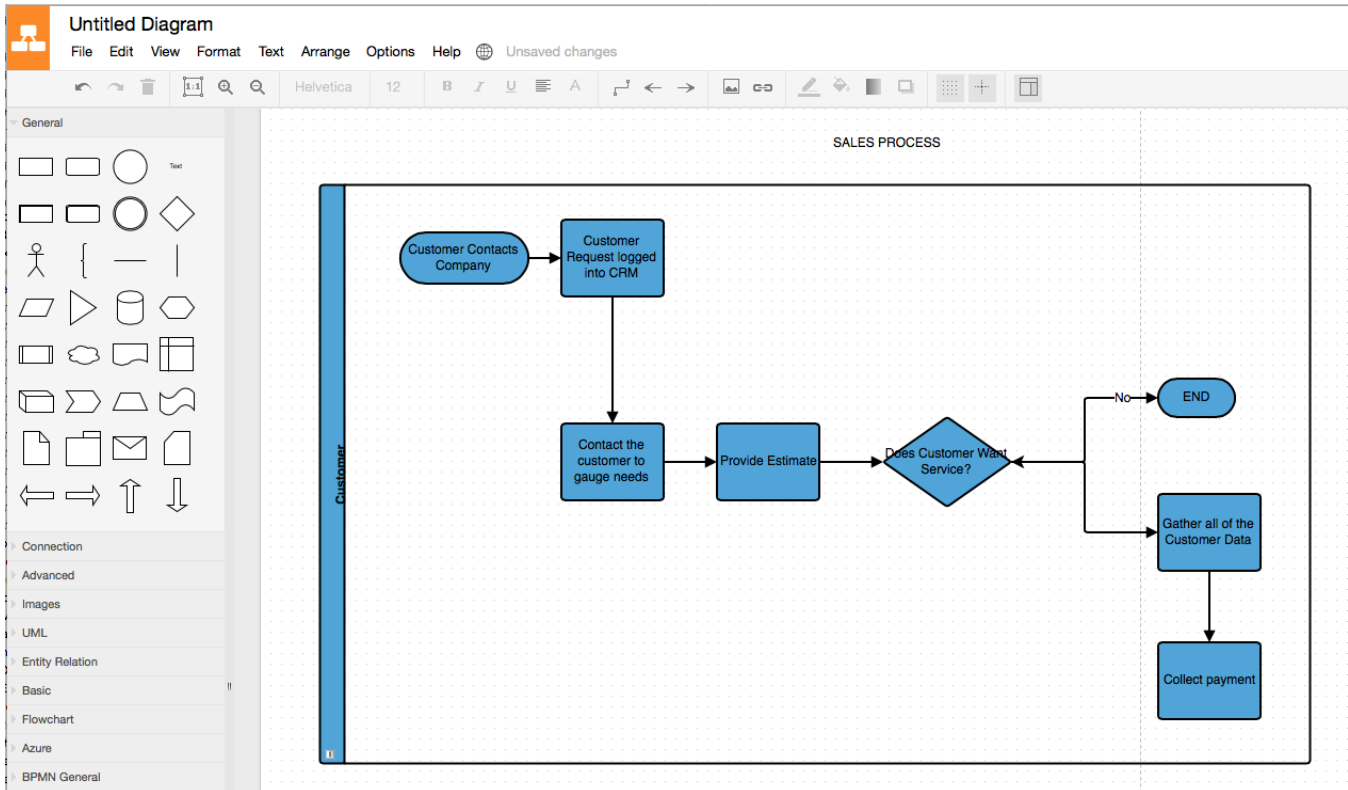 Untitled Diagram
File Edit View Format Text Arrange Options Help Unsaved changes
1:1 Helvetica 12 B I U A
General
Text
Connection
Advanced
Images
UML
Entity Relation
Basic
Flowchart
Azure
BPMN General
SALES PROCESS
Customer
Customer Contacts
Company
Customer
Request logged
into CRM
Contact the
customer to
gauge needs
Provide Estimate
Does Customer Want
Service?
No
END
Gather all of the
Customer Data
Collect payment